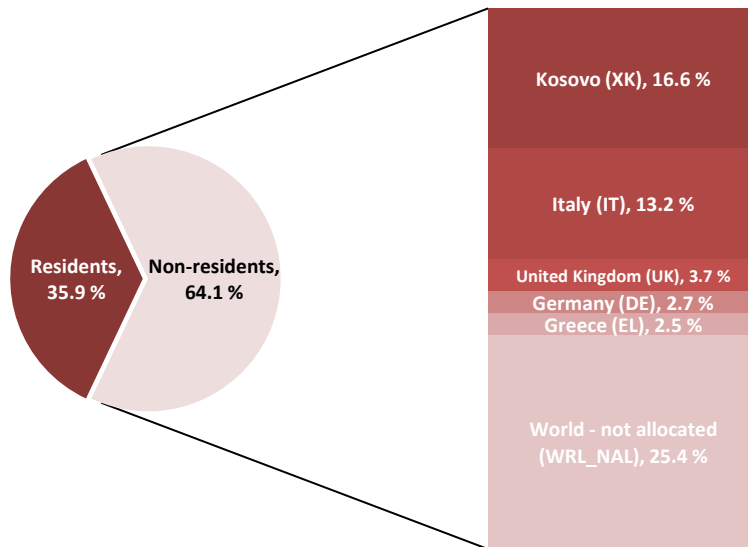 Residents,
35.9 %
Non-residents,
64.1 %
Kosovo (XK), 16.6 %
Italy (IT), 13.2 %
United Kingdom (UK), 3.7 %
Germany (DE), 2.7 %
Greece (EL), 2.5 %
World - not allocated
(WRL_NAL), 25.4 %